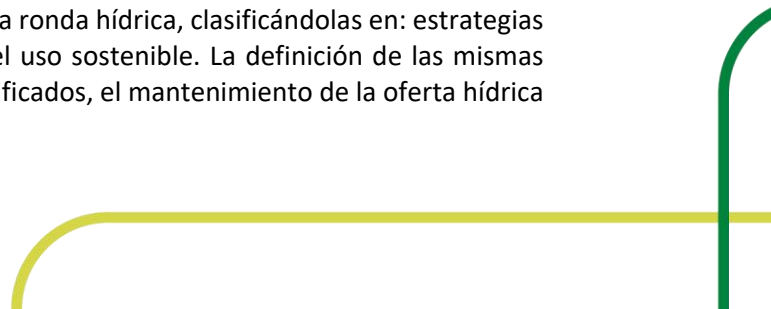 a ronda hídrica, clasificándolas en: estrategias
el uso sostenible. La definición de las mismas
ficados, el mantenimiento de la oferta hídrica